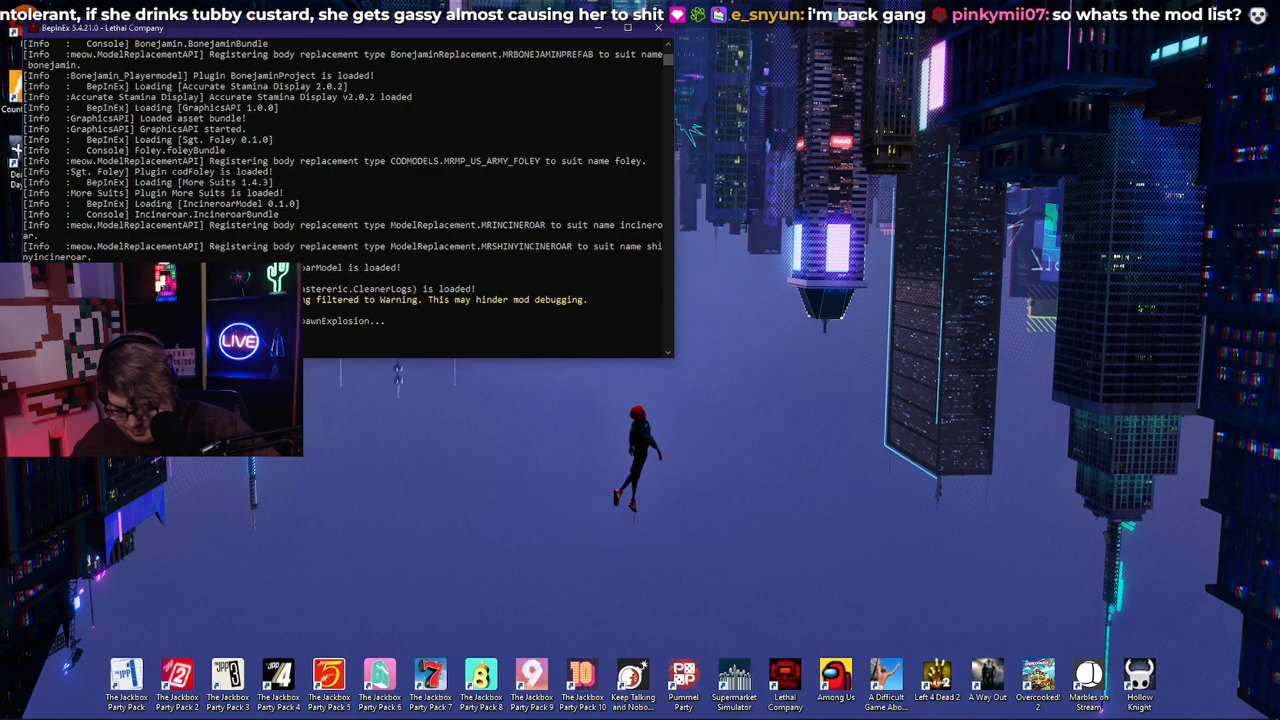 ntolerant, if she drinks tubby custard, she gets gassy almost causing her to shit e_snyun: i'm back gang pinkymii07: so whats the mod list?
BepInEx 5.4.21.0 - Lethal Company
[Info   :   Console] Bonejamin.BonejaminBundle
[Info   :meow.ModelReplacementAPI] Registering body replacement type BonejaminReplacement.MRBONEJAMINPREFAB to suit name
bonejamin.
[Info   :Bonejamin_Playermodel] Plugin BonejaminProject is loaded!
[Info   :   BepInEx] Loading [Accurate Stamina Display 2.0.2]
[Info   :Accurate Stamina Display] Accurate Stamina Display v2.0.2 loaded
[Info   :   BepInEx] Loading [GraphicsAPI 1.0.0]
[Info   :GraphicsAPI] Loaded asset bundle!
[Info   :GraphicsAPI] GraphicsAPI started.
[Info   :   BepInEx] Loading [Sgt. Foley 0.1.0]
[Info   :   Console] Foley.foleyBundle
[Info   :meow.ModelReplacementAPI] Registering body replacement type CODMODELS.MRMP_US_ARMY_FOLEY to suit name foley.
[Info   :Sgt. Foley] Plugin codFoley is loaded!
[Info   :   BepInEx] Loading [More Suits 1.4.3]
[Info   :More Suits] Plugin More Suits is loaded!
[Info   :   BepInEx] Loading [IncineroarModel 0.1.0]
[Info   :   Console] Incineroar.IncineroarBundle
[Info   :meow.ModelReplacementAPI] Registering body replacement type ModelReplacement.MRINCINEROAR to suit name incinero
ar.
[Info   :meow.ModelReplacementAPI] Registering body replacement type ModelReplacement.MRSHINYINCINEROAR to suit name shi
nyincineroar.
oarModel is loaded!
astereric.CleanerLogs) is loaded!
ng filtered to Warning. This may hinder mod debugging.
pawnExplosion...
LIVE
The Jackbox Party Pack
The Jackbox Party Pack 2
The Jackbox Party Pack 3
The Jackbox Party Pack 4
The Jackbox Party Pack 5
The Jackbox Party Pack 6
The Jackbox Party Pack 7
The Jackbox Party Pack 8
The Jackbox Party Pack 9
The Jackbox Party Pack 10
Keep Talking and Nobo...
Pummel Party
Supermarket Simulator
Lethal Company
Among Us
A Difficult Game Abo...
Left 4 Dead 2
A Way Out
Overcooked! 2
Marbles on Stream
Hollow Knight